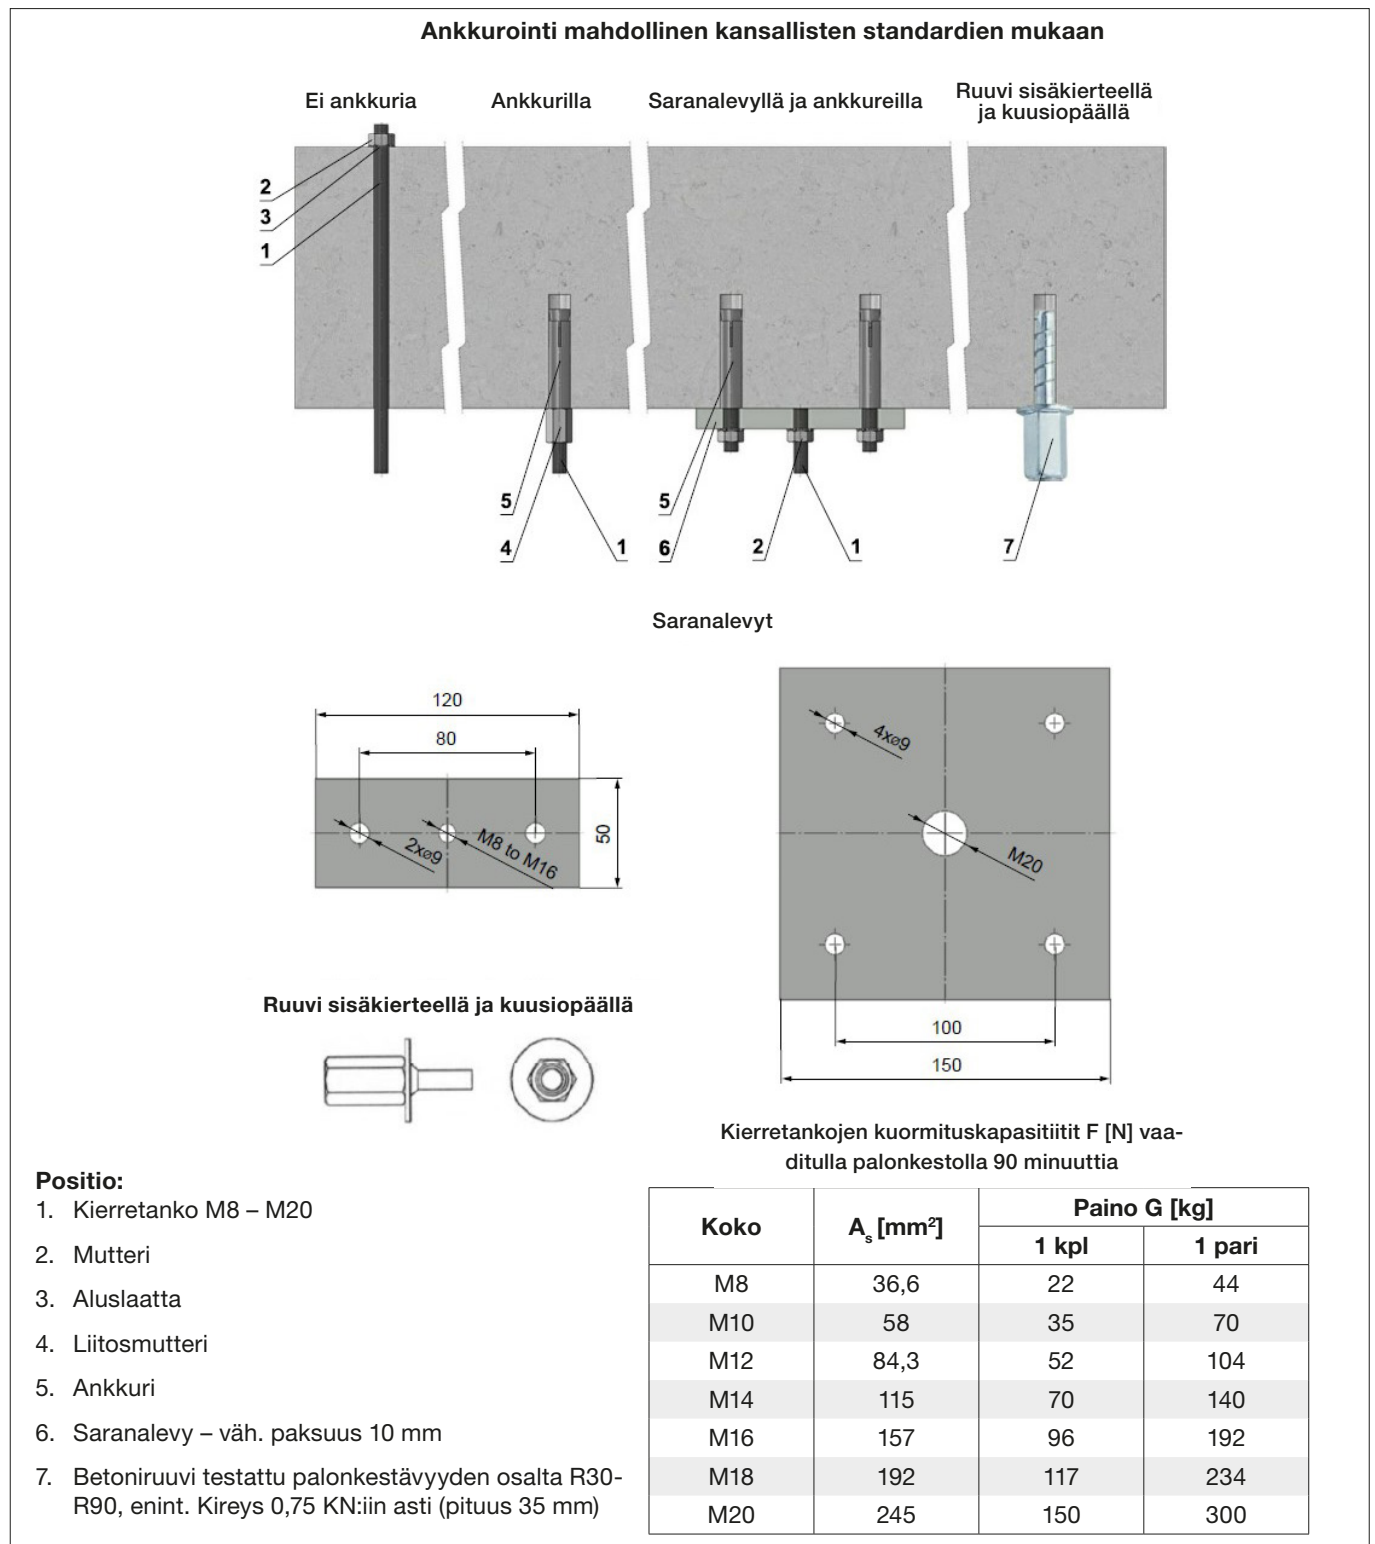 Ankkurointi mahdollinen kansallisten standardien mukaan
Ei ankkuria
Ankkurilla
Saranalevyllä ja ankkureilla
Ruuvi sisäkierteellä
ja kuusiopäällä
2
3
1
5
4
1
5
6
2
1
7
Saranalevyt
120
80
50
2xø9
M8 to M16
4xø9
M20
100
150
Ruuvi sisäkierteellä ja kuusiopäällä
Positio:
1. Kierretanko M8 – M20
2. Mutteri
3. Aluslaatta
4. Liitosmutteri
5. Ankkuri
6. Saranalevy – väh. paksuus 10 mm
7. Betoniruuvi testattu palonkestävyyden osalta R30-
R90, enint. Kireys 0,75 KN:iin asti (pituus 35 mm)
Kierretankojen kuormituskapasitiitit F [N] vaa-
ditulla palonkestolla 90 minuuttia
Koko Aₛ [mm²] Paino G [kg]
1 kpl 1 pari
M8 36,6 22 44
M10 58 35 70
M12 84,3 52 104
M14 115 70 140
M16 157 96 192
M18 192 117 234
M20 245 150 300